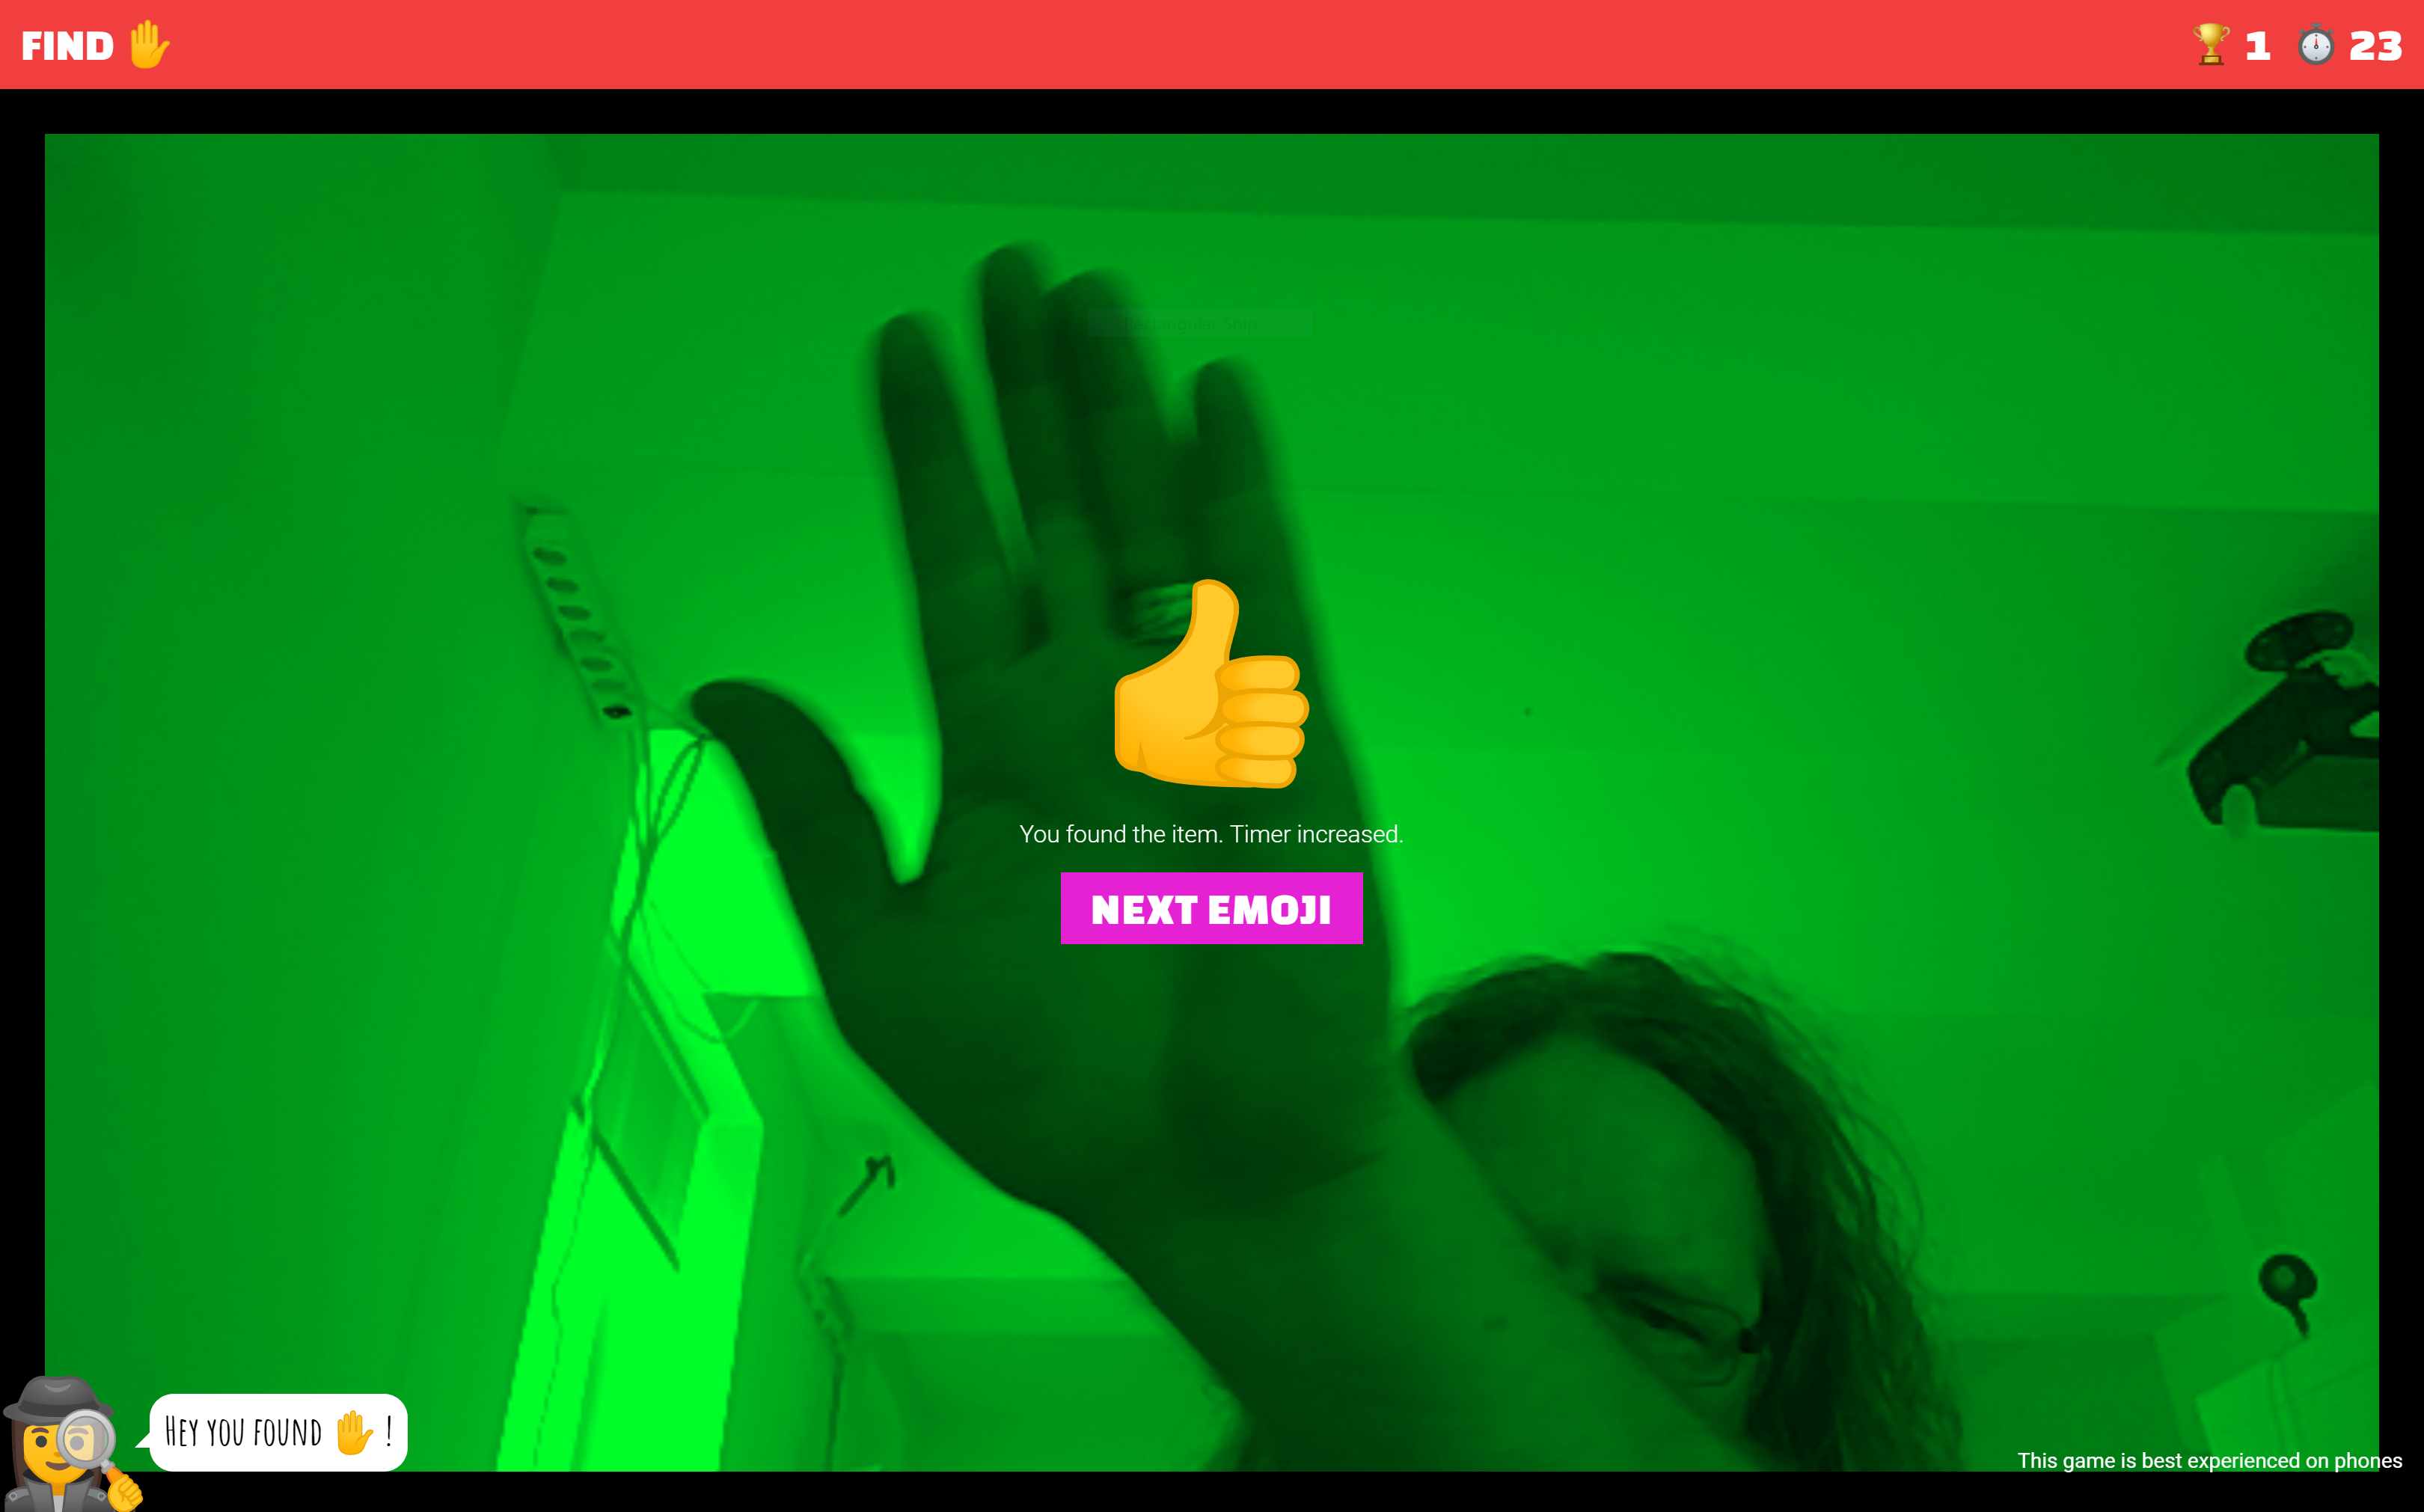 FIND ✋
🏆 1 ⏱ 23
Rectangular Snip
You found the item. Timer increased.
NEXT EMOJI
HEY YOU FOUND ✋ !
This game is best experienced on phones